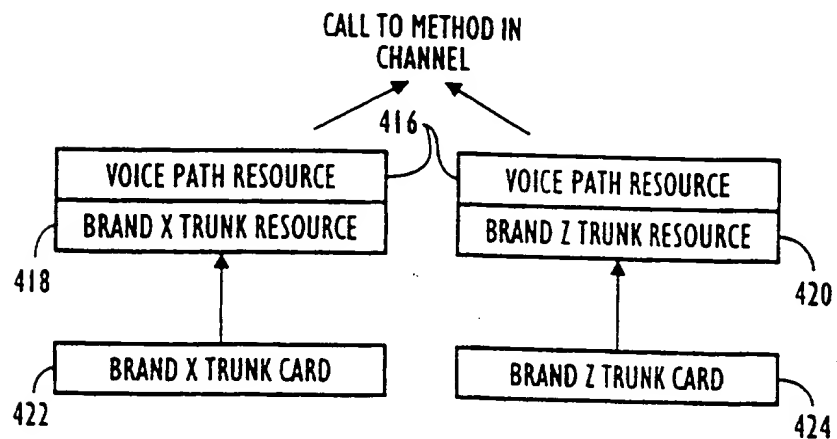 CALL TO METHOD IN
CHANNEL
416
VOICE PATH RESOURCE
VOICE PATH RESOURCE
BRAND X TRUNK RESOURCE
BRAND Z TRUNK RESOURCE
418
420
BRAND X TRUNK CARD
BRAND Z TRUNK CARD
422
424